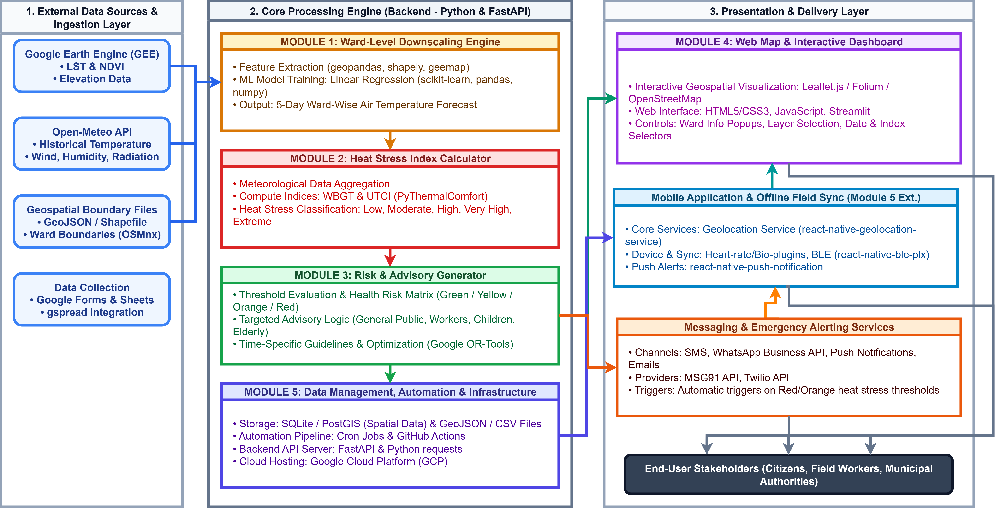 1. External Data Sources &
Ingestion Layer
Google Earth Engine (GEE)
• LST & NDVI
• Elevation Data
Open-Meteo API
• Historical Temperature
• Wind, Humidity, Radiation
Geospatial Boundary Files
• GeoJSON / Shapefile
• Ward Boundaries (OSMnx)
Data Collection
• Google Forms & Sheets
• gspread Integration
2. Core Processing Engine (Backend - Python & FastAPI)
MODULE 1: Ward-Level Downscaling Engine
• Feature Extraction (geopandas, shapely, geemap)
• ML Model Training: Linear Regression (scikit-learn, pandas,
numpy)
• Output: 5-Day Ward-Wise Air Temperature Forecast
MODULE 2: Heat Stress Index Calculator
• Meteorological Data Aggregation
• Compute Indices: WBGT & UTCI (PyThermalComfort)
• Heat Stress Classification: Low, Moderate, High, Very High,
Extreme
MODULE 3: Risk & Advisory Generator
• Threshold Evaluation & Health Risk Matrix (Green / Yellow /
Orange / Red)
• Targeted Advisory Logic (General Public, Workers, Children,
Elderly)
• Time-Specific Guidelines & Optimization (Google OR-Tools)
MODULE 5: Data Management, Automation & Infrastructure
• Storage: SQLite / PostGIS (Spatial Data) & GeoJSON / CSV Files
• Automation Pipeline: Cron Jobs & GitHub Actions
• Backend API Server: FastAPI & Python requests
• Cloud Hosting: Google Cloud Platform (GCP)
3. Presentation & Delivery Layer
MODULE 4: Web Map & Interactive Dashboard
• Interactive Geospatial Visualization: Leaflet.js / Folium /
OpenStreetMap
• Web Interface: HTML5/CSS3, JavaScript, Streamlit
• Controls: Ward Info Popups, Layer Selection, Date & Index
Selectors
Mobile Application & Offline Field Sync (Module 5 Ext.)
• Core Services: Geolocation Service (react-native-geolocation-
service)
• Device & Sync: Heart-rate/Bio-plugins, BLE (react-native-ble-plx)
• Push Alerts: react-native-push-notification
Messaging & Emergency Alerting Services
• Channels: SMS, WhatsApp Business API, Push Notifications,
Emails
• Providers: MSG91 API, Twilio API
• Triggers: Automatic triggers on Red/Orange heat stress thresholds
End-User Stakeholders (Citizens, Field Workers, Municipal
Authorities)